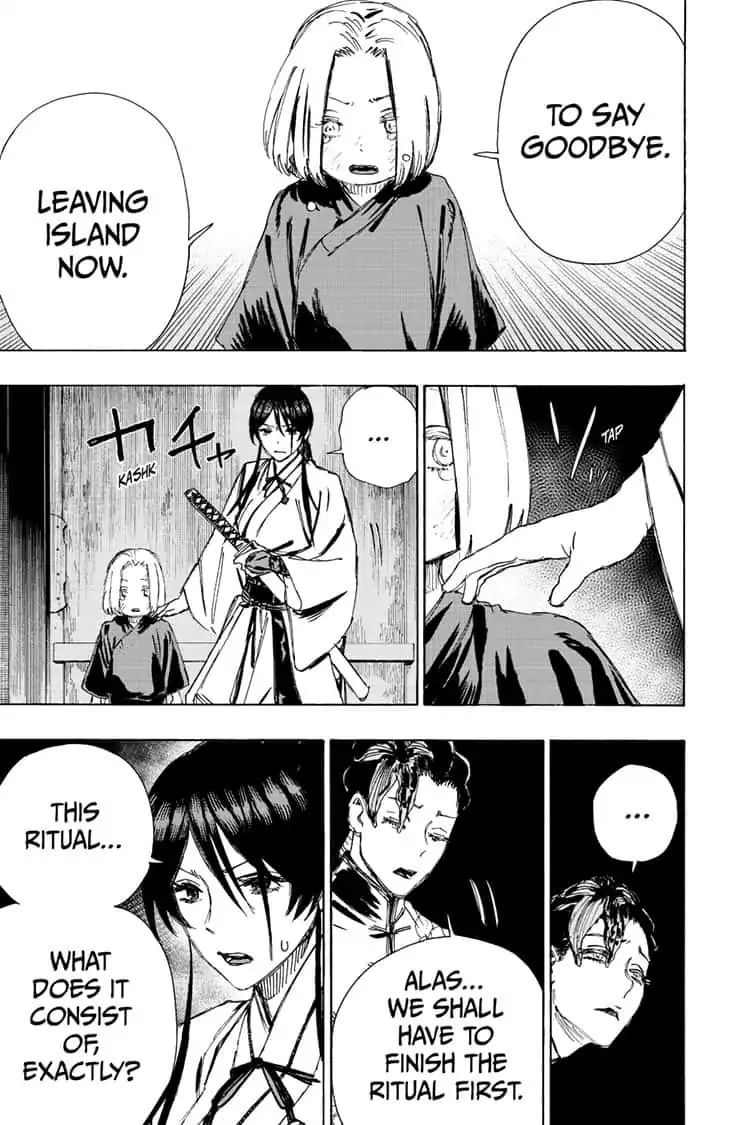 TO SAY
GOODBYE.
LEAVING
ISLAND
NOW.
TAP
...
カチャ
KASHK
...
ALAS...
WE SHALL
HAVE TO
FINISH THE
RITUAL FIRST.
THIS
RITUAL...
WHAT
DOES IT
CONSIST
OF,
EXACTLY?